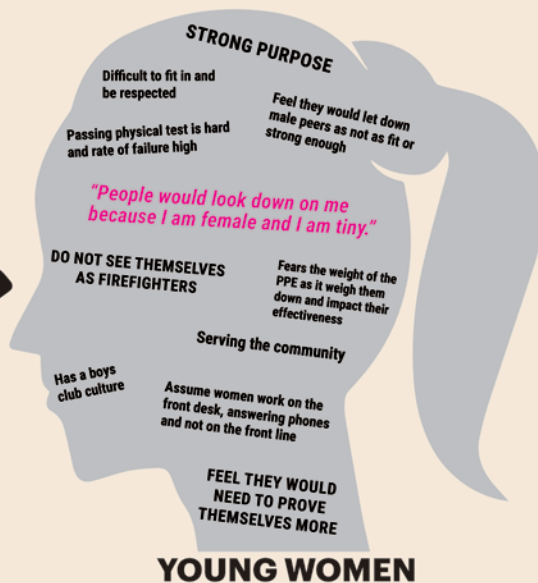 STRONG PURPOSE
Difficult to fit in and
be respected
Feel they would let down
male peers as not as fit or
strong enough
Passing physical test is hard
and rate of failure high
“People would look down on me
because I am female and I am tiny.”
DO NOT SEE THEMSELVES
AS FIREFIGHTERS
Fears the weight of the
PPE as it weigh them
down and impact their
effectiveness
Serving the community
Has a boys
club culture
Assume women work on the
front desk, answering phones
and not on the front line
FEEL THEY WOULD
NEED TO PROVE
THEMSELVES MORE
YOUNG WOMEN